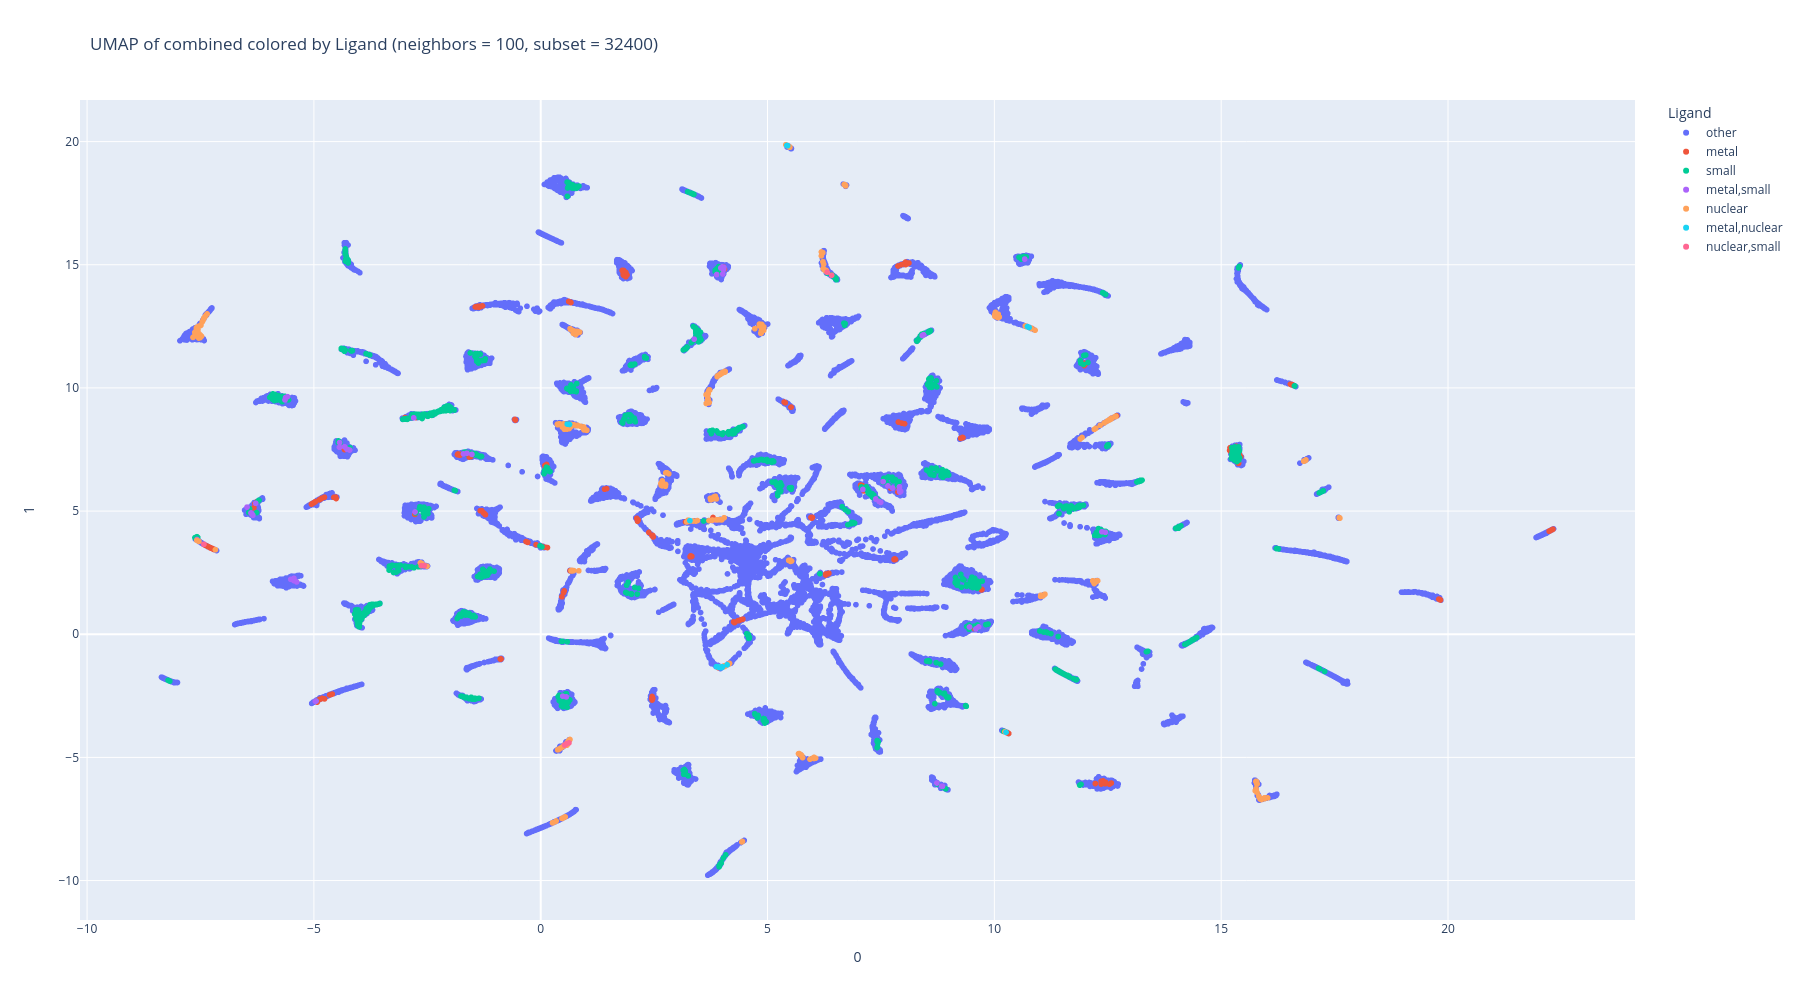 UMAP of combined colored by Ligand (neighbors = 100, subset = 32400)
Ligand
other
metal
small
metal,small
nuclear
metal,nuclear
nuclear,small
20
15
10
5
0
−5
−10
1
−10 −5 0 5 10 15 20
0